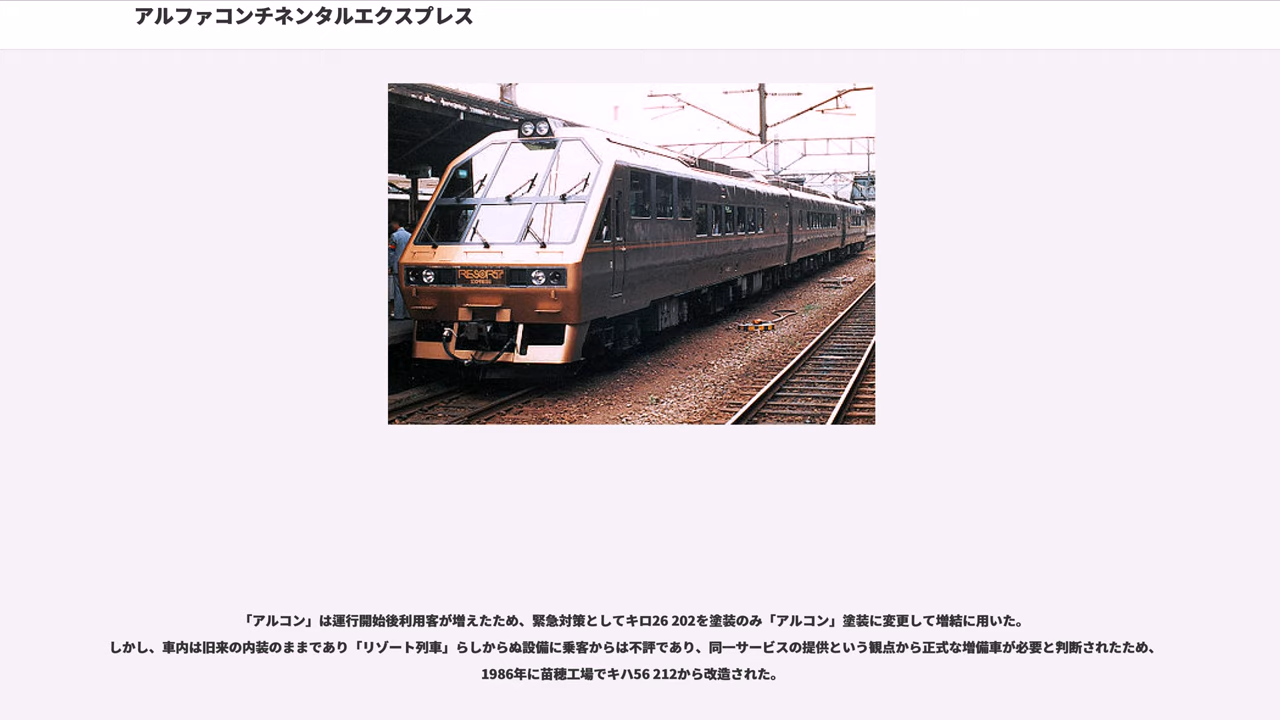 アルファコンチネンタルエクスプレス
RESORT
EXPRESS
「アルコン」は運行開始後利用客が増えたため、緊急対策としてキロ26 202を塗装のみ「アルコン」塗装に変更して増結に用いた。
しかし、車内は旧来の内装のままであり「リゾート列車」らしからぬ設備に乗客からは不評であり、同一サービスの提供という観点から正式な増備車が必要と判断されたため、
1986年に苗穂工場でキハ56 212から改造された。